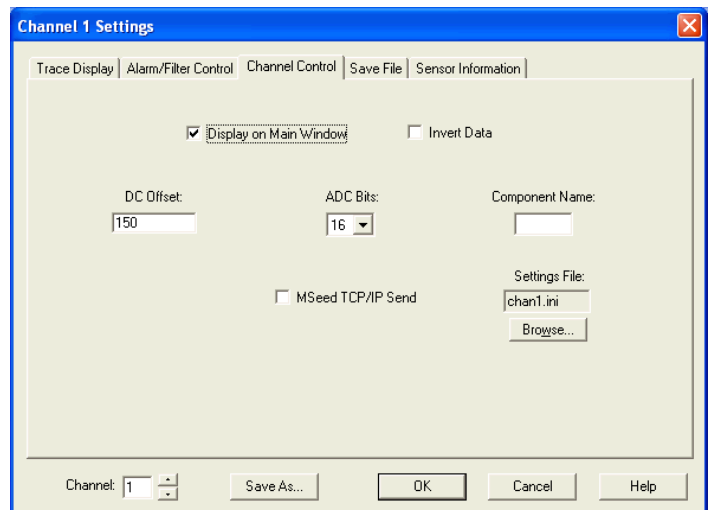 Channel 1 Settings
Trace Display Alarm/Filter Control Channel Control Save File Sensor Information
Display on Main Window Invert Data
DC Offset: ADC Bits: Component Name:
150 16
Settings File:
MSeed TCP/IP Send chan1.ini
Browse...
Channel: 1 Save As... OK Cancel Help